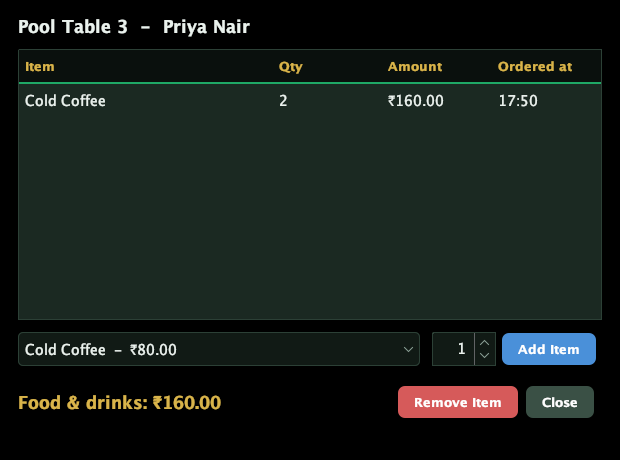 Pool Table 3 – Priya Nair
Item Qty Amount Ordered at
Cold Coffee 2 ₹160.00 17:50
Cold Coffee – ₹80.00 1 Add Item
Food & drinks: ₹160.00 Remove Item Close